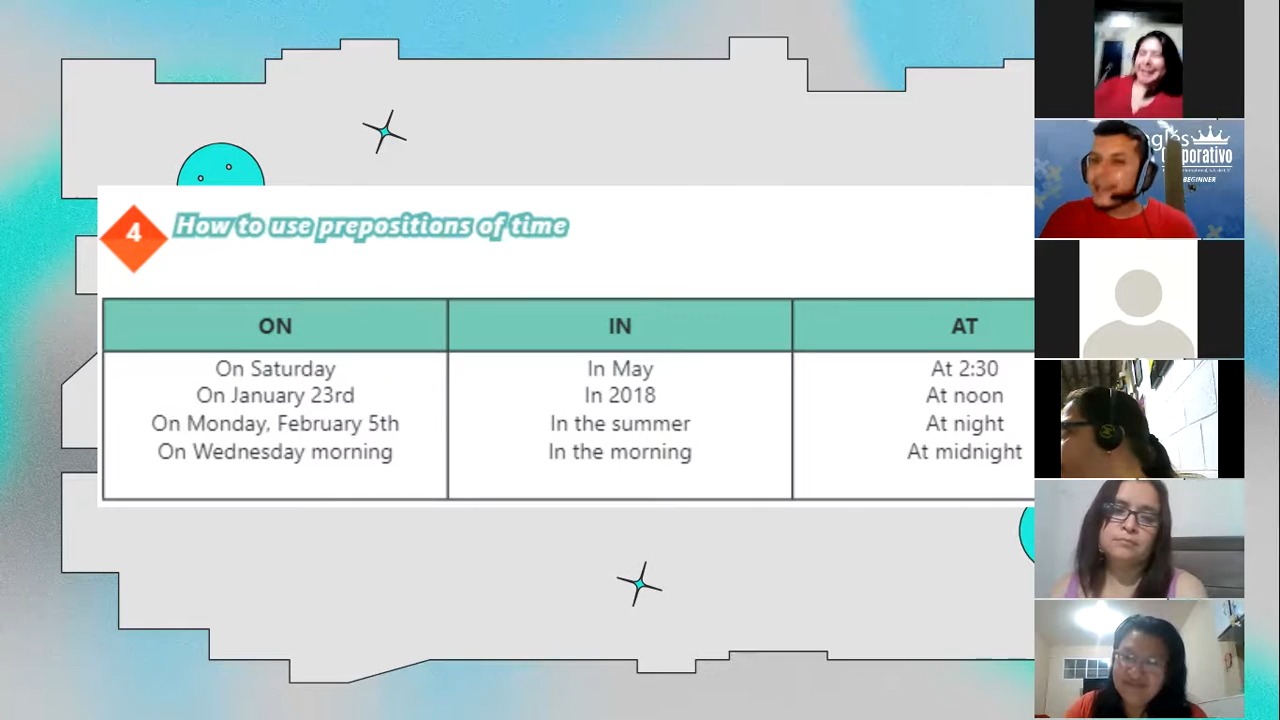 4
How to use prepositions of time
ON IN AT
On Saturday In May At 2:30
On January 23rd In 2018 At noon
On Monday, February 5th In the summer At night
On Wednesday morning In the morning At midnight
BEGINNER